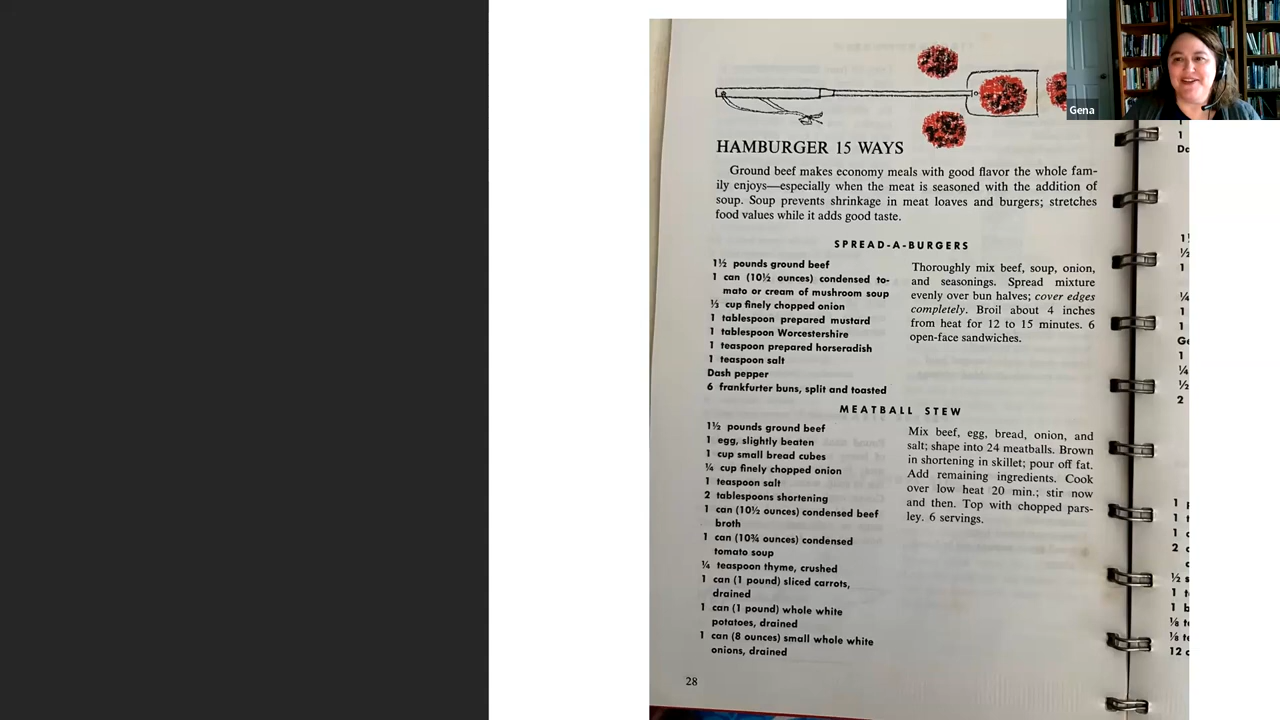 Gena
HAMBURGER 15 WAYS
Ground beef makes economy meals with good flavor the whole fam-
ily enjoys—especially when the meat is seasoned with the addition of
soup. Soup prevents shrinkage in meat loaves and burgers; stretches
food values while it adds good taste.
SPREAD-A-BURGERS
1½ pounds ground beef
1 can (10½ ounces) condensed to-
mato or cream of mushroom soup
⅓ cup finely chopped onion
1 tablespoon prepared mustard
1 tablespoon Worcestershire
1 teaspoon prepared horseradish
1 teaspoon salt
Dash pepper
6 frankfurter buns, split and toasted
Thoroughly mix beef, soup, onion,
and seasonings. Spread mixture
evenly over bun halves; cover edges
completely. Broil about 4 inches
from heat for 12 to 15 minutes. 6
open-face sandwiches.
MEATBALL STEW
1½ pounds ground beef
1 egg, slightly beaten
1 cup small bread cubes
¼ cup finely chopped onion
1 teaspoon salt
2 tablespoons shortening
1 can (10½ ounces) condensed beef
broth
1 can (10¾ ounces) condensed
tomato soup
¼ teaspoon thyme, crushed
1 can (1 pound) sliced carrots,
drained
1 can (1 pound) whole white
potatoes, drained
1 can (8 ounces) small whole white
onions, drained
Mix beef, egg, bread, onion, and
salt; shape into 24 meatballs. Brown
in shortening in skillet; pour off fat.
Add remaining ingredients. Cook
over low heat 20 min.; stir now
and then. Top with chopped pars-
ley. 6 servings.
28